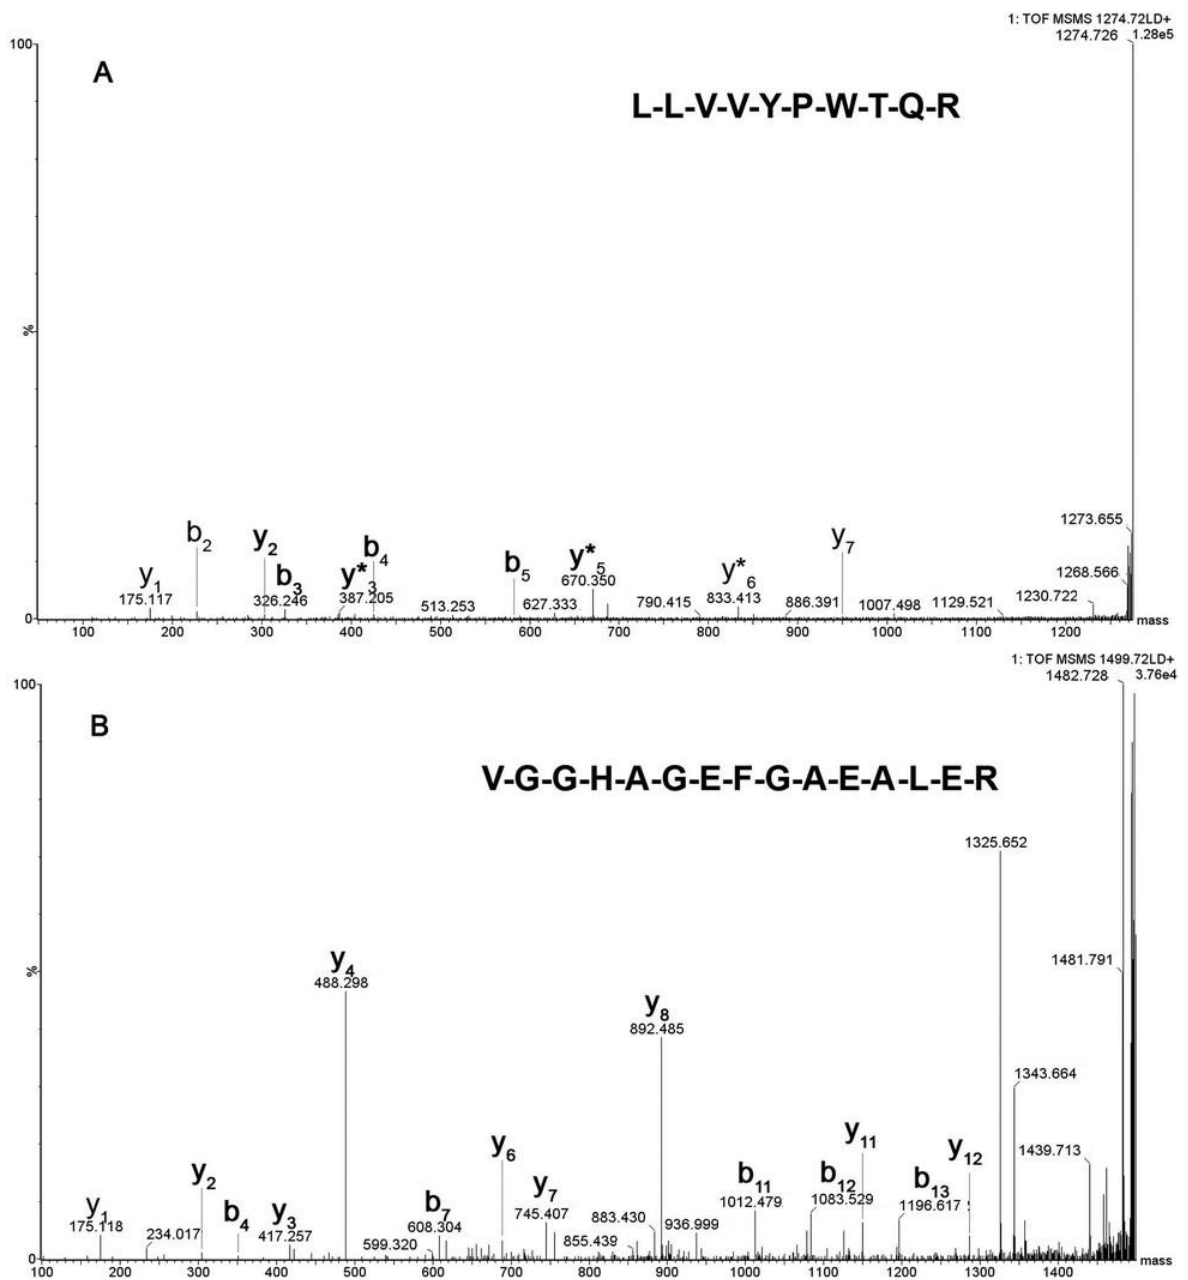 1: TOF MSMS 1274.72LD+
1274.726 1.28e5
100
A
L-L-V-V-Y-P-W-T-Q-R
%
1273.655
b2
y2
y7
b4
y*5
1268.566
y1
b3
y*3
b5
670.350
y*6
1230.722
175.117
326.246
387.205
513.253
627.333
790.415
833.413
886.391
1007.498
1129.521
0
100 200 300 400 500 600 700 800 900 1000 1100 1200 mass
1: TOF MSMS 1499.72LD+
1482.728 3.76e4
100
B
V-G-G-H-A-G-E-F-G-A-E-A-L-E-R
1325.652
%
y4
488.298
1481.791
y8
892.485
1343.664
y11
y6
y12
1439.713
y2
y7
b11
b12
b13
y1
b4
y3
b7
745.407
1012.479
1083.529
1196.617
175.118
234.017
417.257
608.304
599.320
883.430
855.439
936.999
0
100 200 300 400 500 600 700 800 900 1000 1100 1200 1300 1400 mass